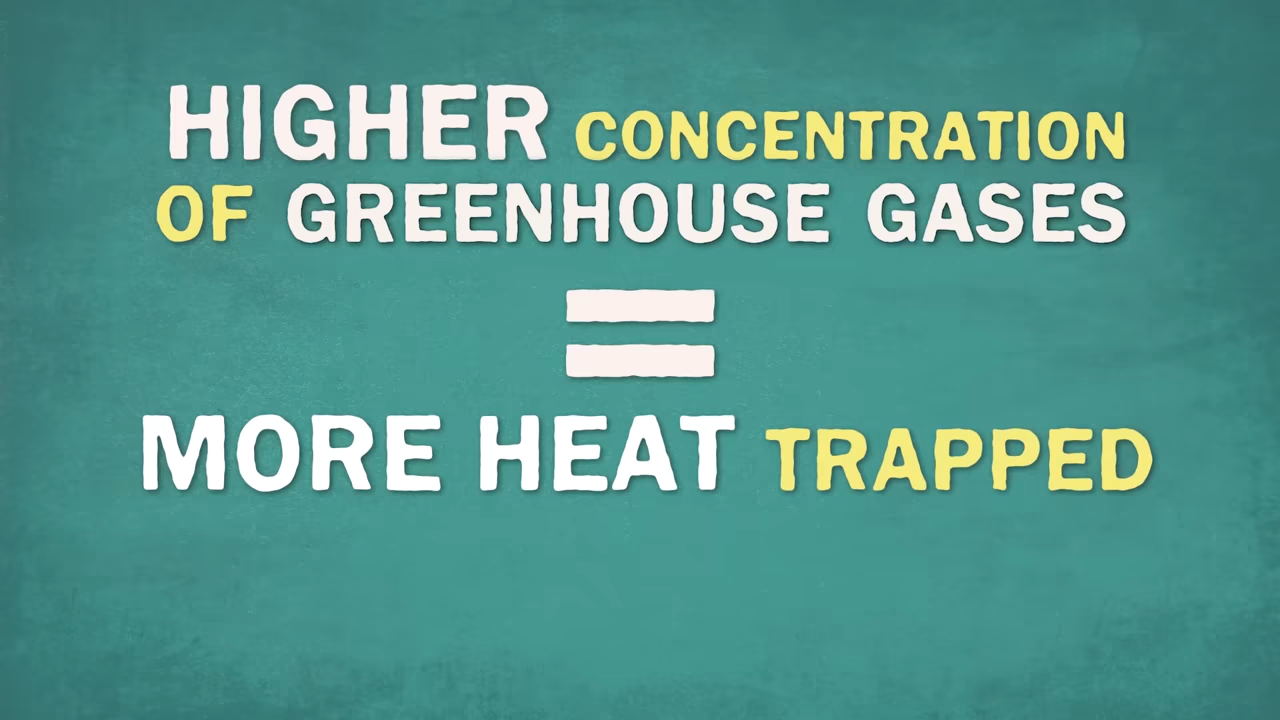 HIGHER CONCENTRATION
OF GREENHOUSE GASES
=
MORE HEAT TRAPPED